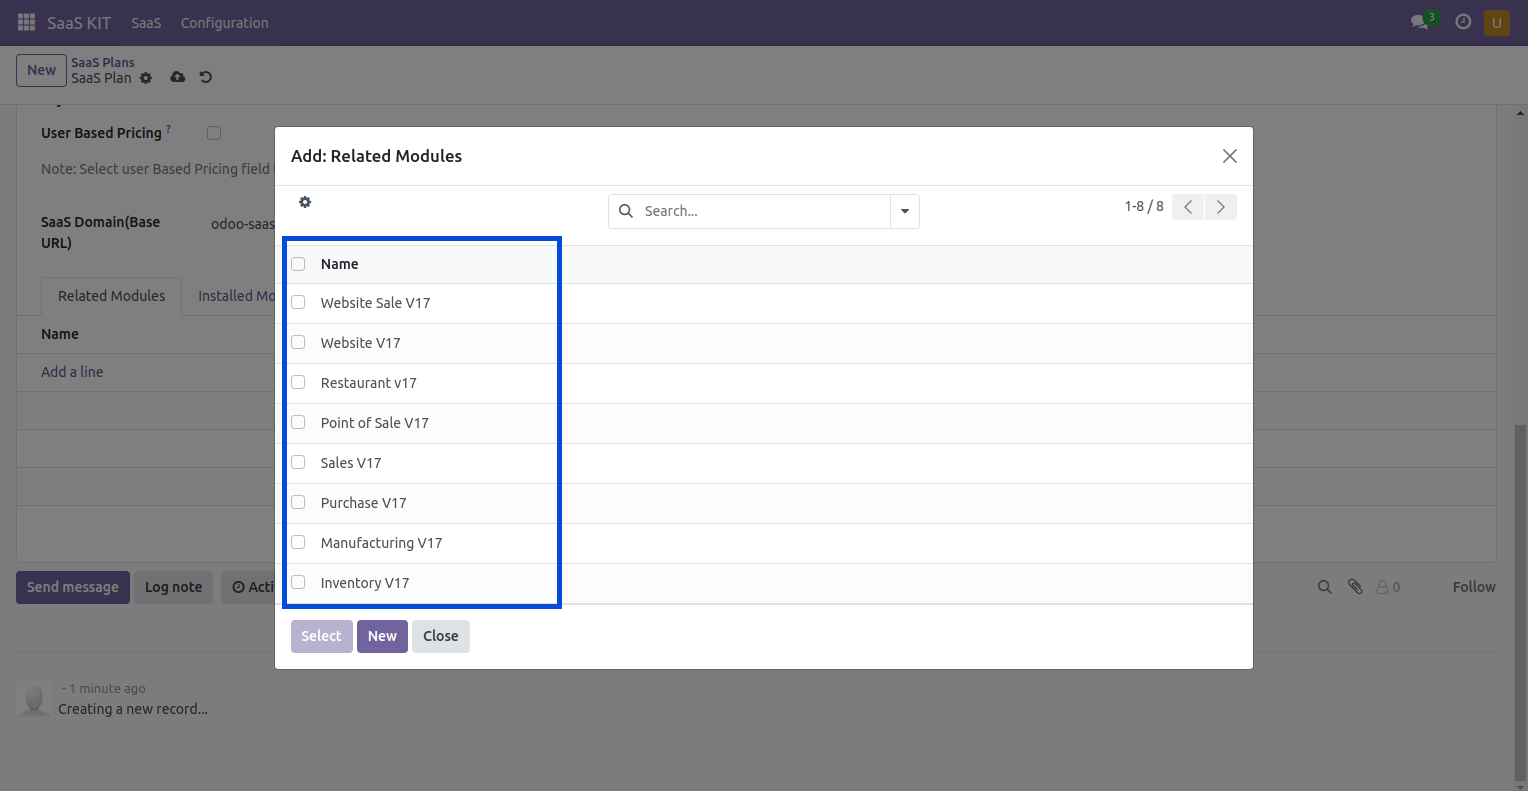 SaaS KIT SaaS Configuration 3 U
New SaaS Plans
SaaS Plan
User Based Pricing ?
Note: Select user Based Pricing field
SaaS Domain(Base URL) odoo-saas
Related Modules Installed Mo
Name
Add a line
Send message Log note Acti 0 Follow
- 1 minute ago
Creating a new record...
Add: Related Modules
Search... 1-8 / 8
Name
Website Sale V17
Website V17
Restaurant v17
Point of Sale V17
Sales V17
Purchase V17
Manufacturing V17
Inventory V17
Select New Close